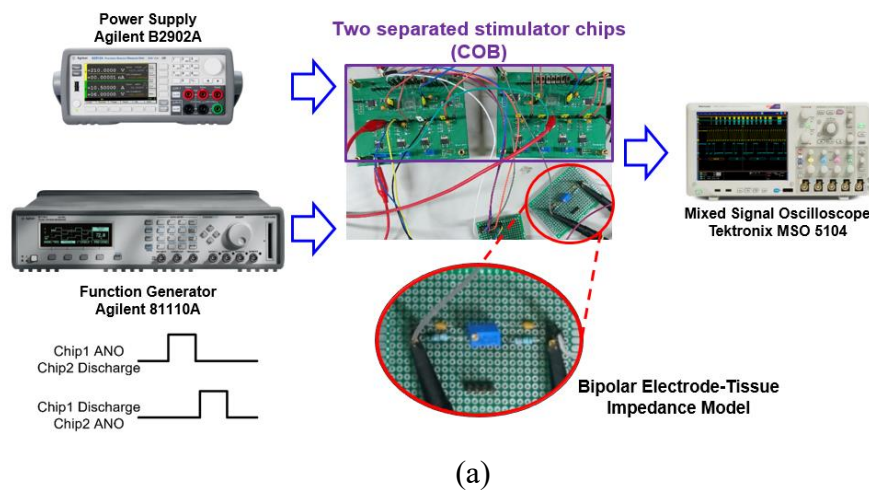 Power Supply
Agilent B2902A
Two separated stimulator chips
(COB)
Mixed Signal Oscilloscope
Tektronix MSO 5104
Function Generator
Agilent 81110A
Chip1 ANO
Chip2 Discharge
Chip1 Discharge
Chip2 ANO
Bipolar Electrode-Tissue
Impedance Model
(a)